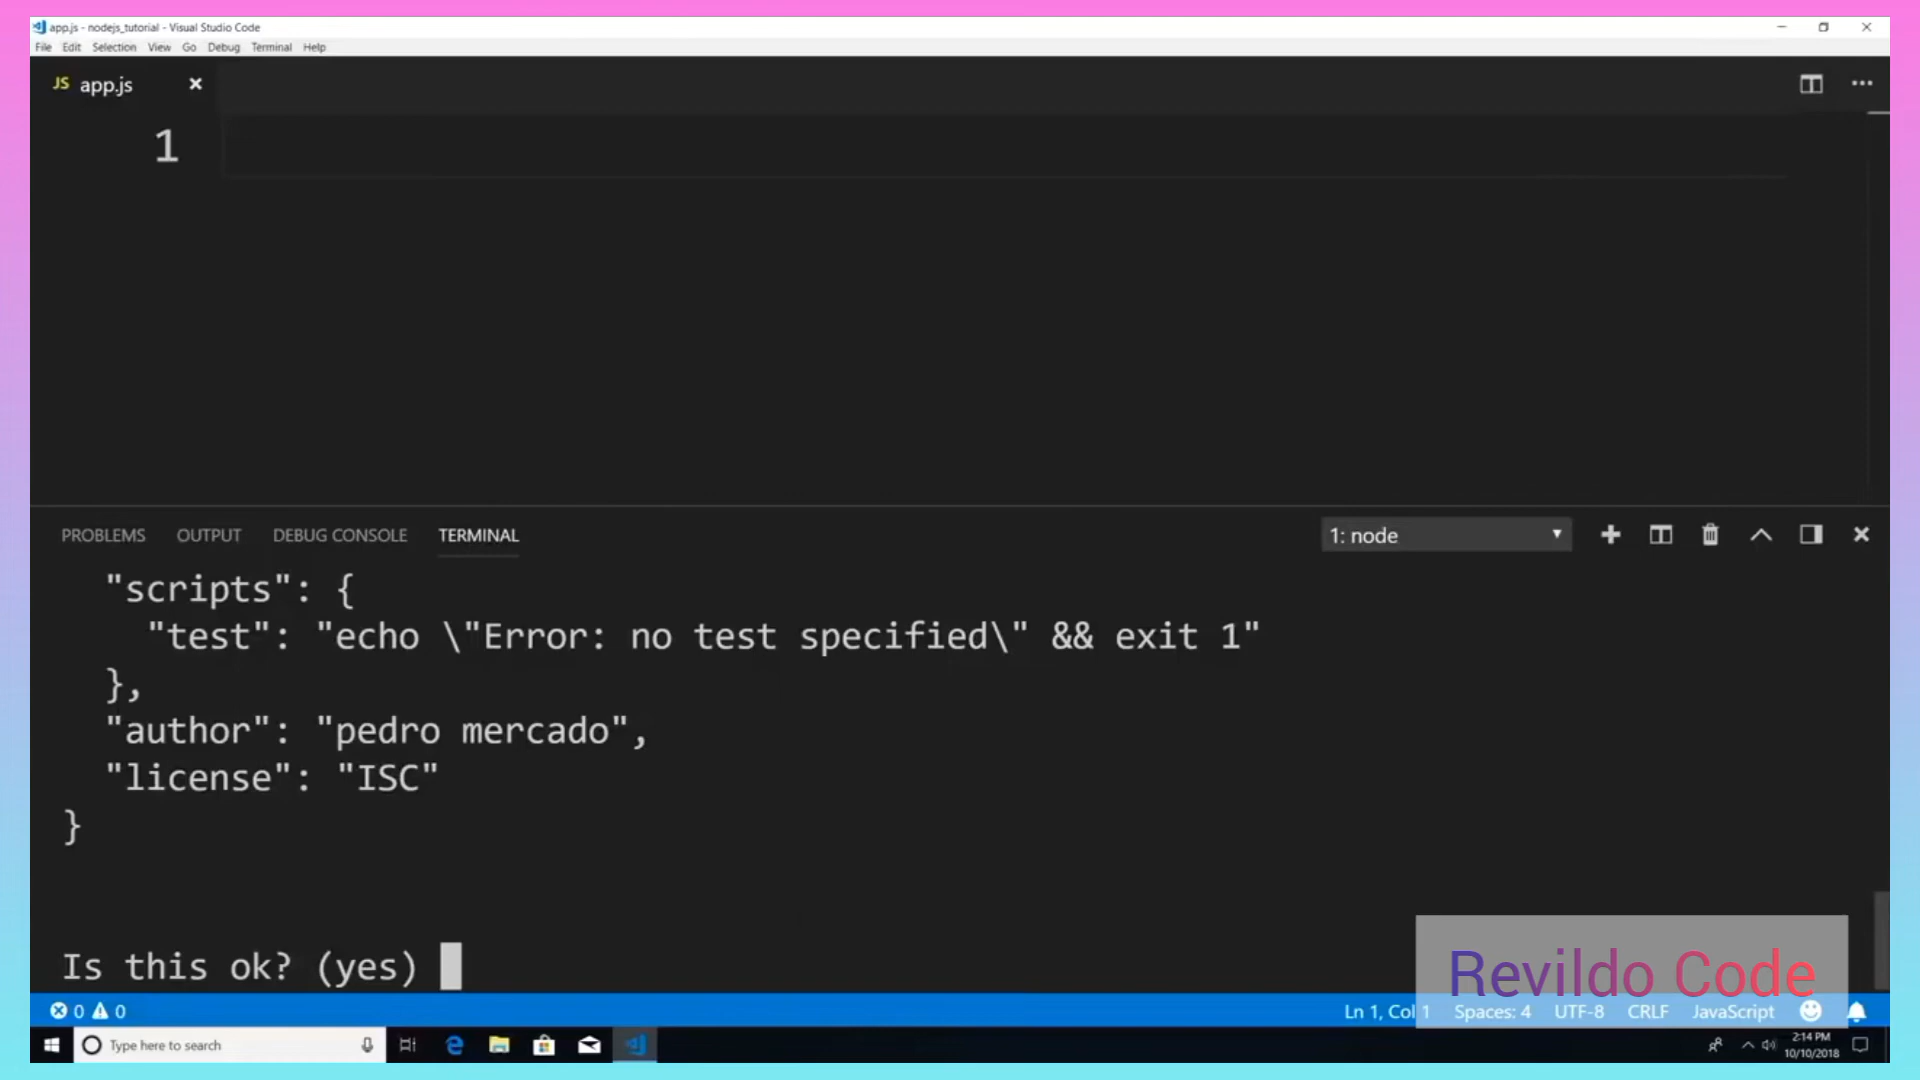 app.js - nodejs_tutorial - Visual Studio Code
File Edit Selection View Go Debug Terminal Help
JS app.js
1
PROBLEMS OUTPUT DEBUG CONSOLE TERMINAL 1: node
"scripts": {
"test": "echo \"Error: no test specified\" && exit 1"
},
"author": "pedro mercado",
"license": "ISC"
}
Is this ok? (yes)
Revildo Code
0 0 Ln 1, Col 1 Spaces: 4 UTF-8 CRLF JavaScript
Type here to search
2:14 PM
10/10/2018